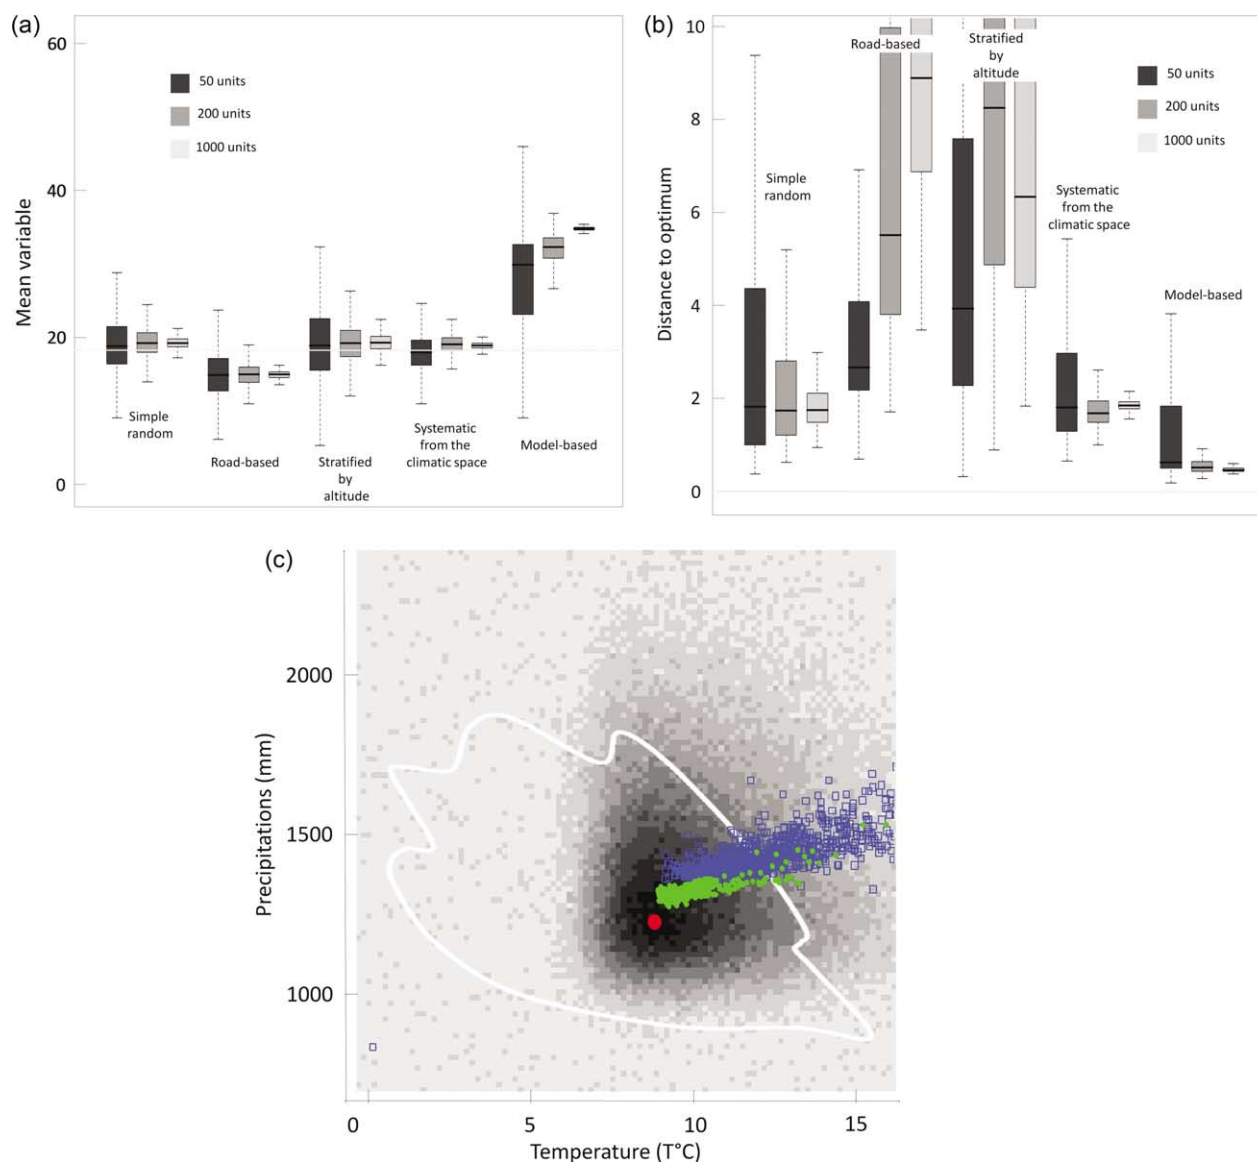 (a)
60
40
20
0
Mean variable
50 units
200 units
1000 units
Simple
random
Road-based
Stratified
by
altitude
Systematic
from the
climatic space
Model-based
(b)
10
8
6
4
2
0
Distance to optimum
Simple
random
Road-based
Stratified
by
altitude
50 units
200 units
1000 units
Systematic
from the
climatic space
Model-based
(c)
2000
1500
1000
Precipitations (mm)
0
5
10
15
Temperature (T°C)